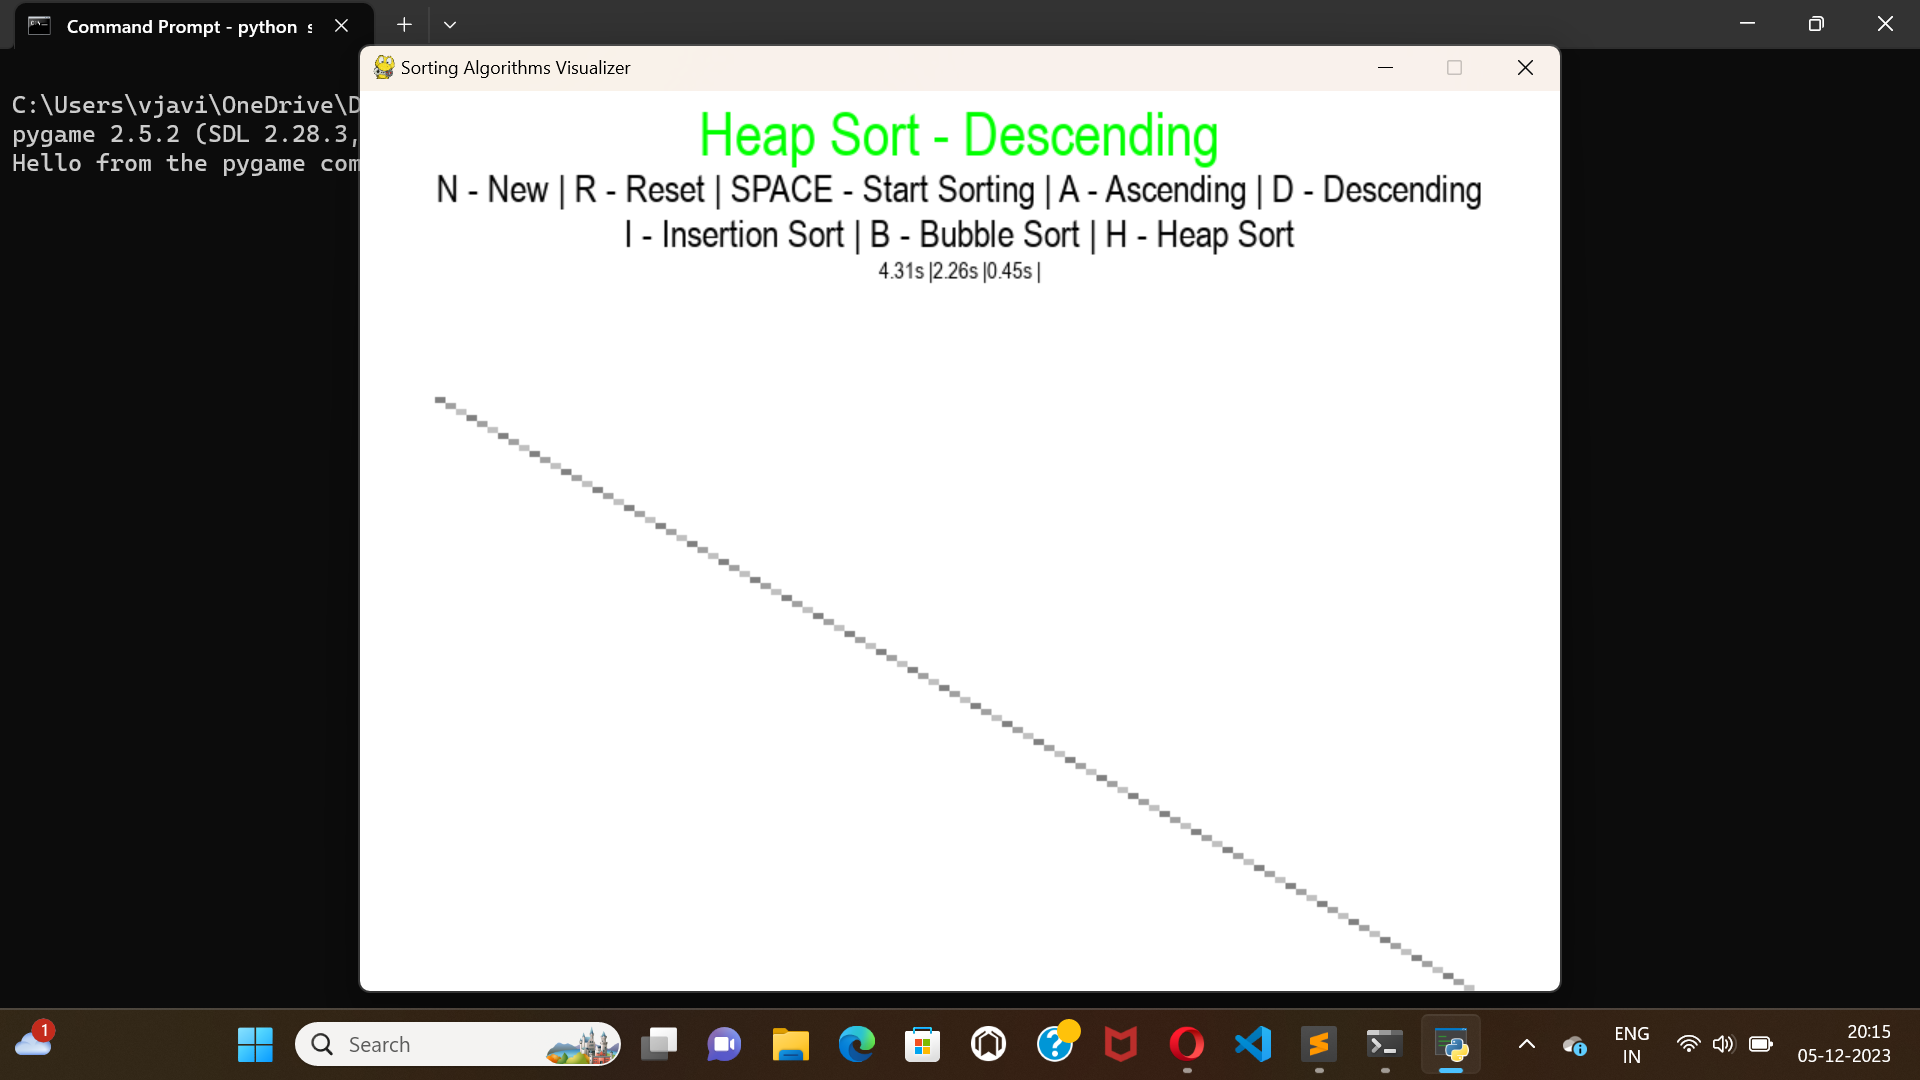 Command Prompt - python s
C:\Users\vjavi\OneDrive\D
pygame 2.5.2 (SDL 2.28.3,
Hello from the pygame com
Sorting Algorithms Visualizer
Heap Sort - Descending
N - New | R - Reset | SPACE - Start Sorting | A - Ascending | D - Descending
I - Insertion Sort | B - Bubble Sort | H - Heap Sort
4.31s |2.26s |0.45s |
1
Search
ENG
IN
20:15
05-12-2023